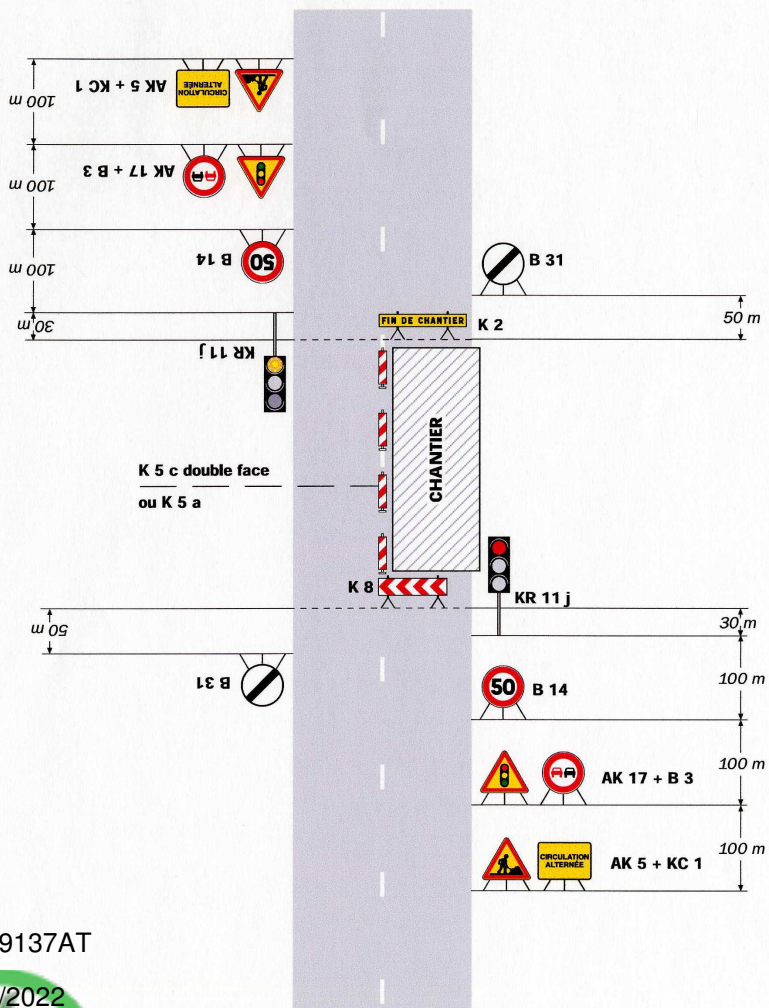 AK 5 + KC 1
CIRCULATION
ALTERNÉE
100 m
AK 17 + B 3
100 m
B 14
50
100 m
B 31
50 m
FIN DE CHANTIER
K 2
30 m
KR 11 j
CHANTIER
K 5 c double face
ou K 5 a
K 8
KR 11 j
30 m
50 m
B 31
50
B 14
100 m
AK 17 + B 3
100 m
CIRCULATION
ALTERNÉE
AK 5 + KC 1
100 m
9137AT
/2022